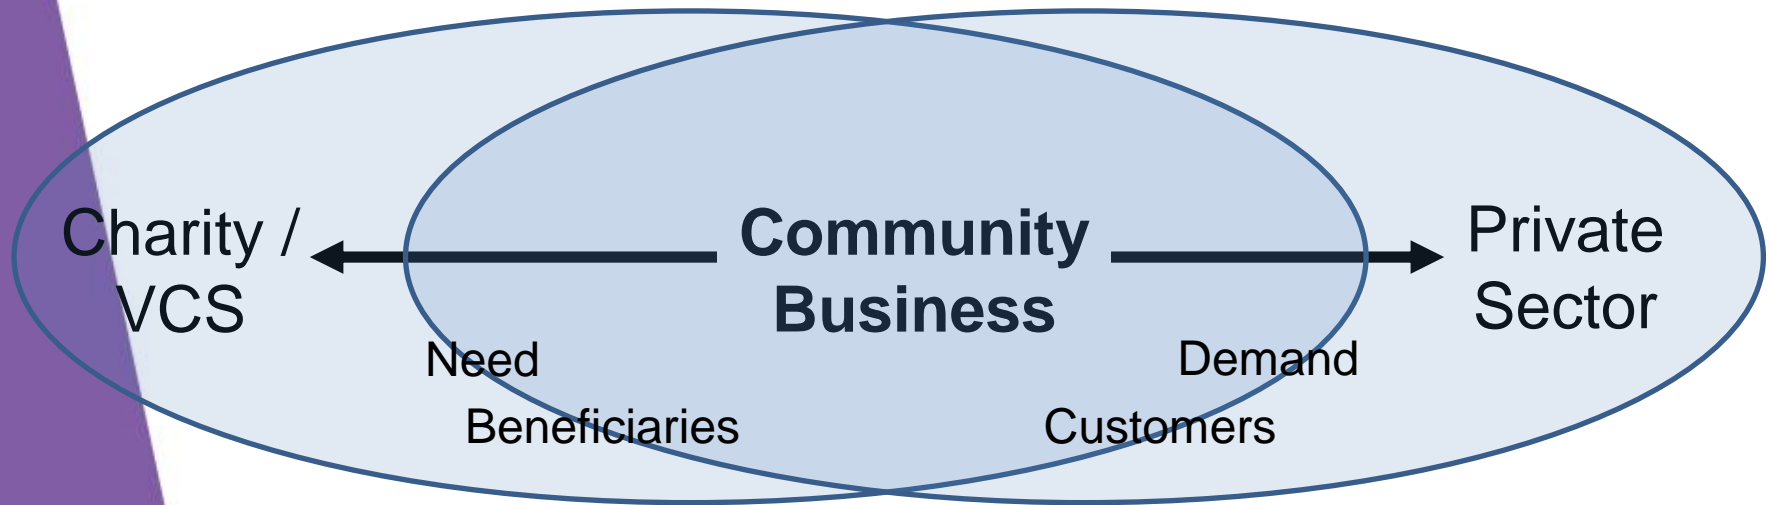 Charity /
VCS
Community
Business
Private
Sector
Need
Demand
Beneficiaries
Customers